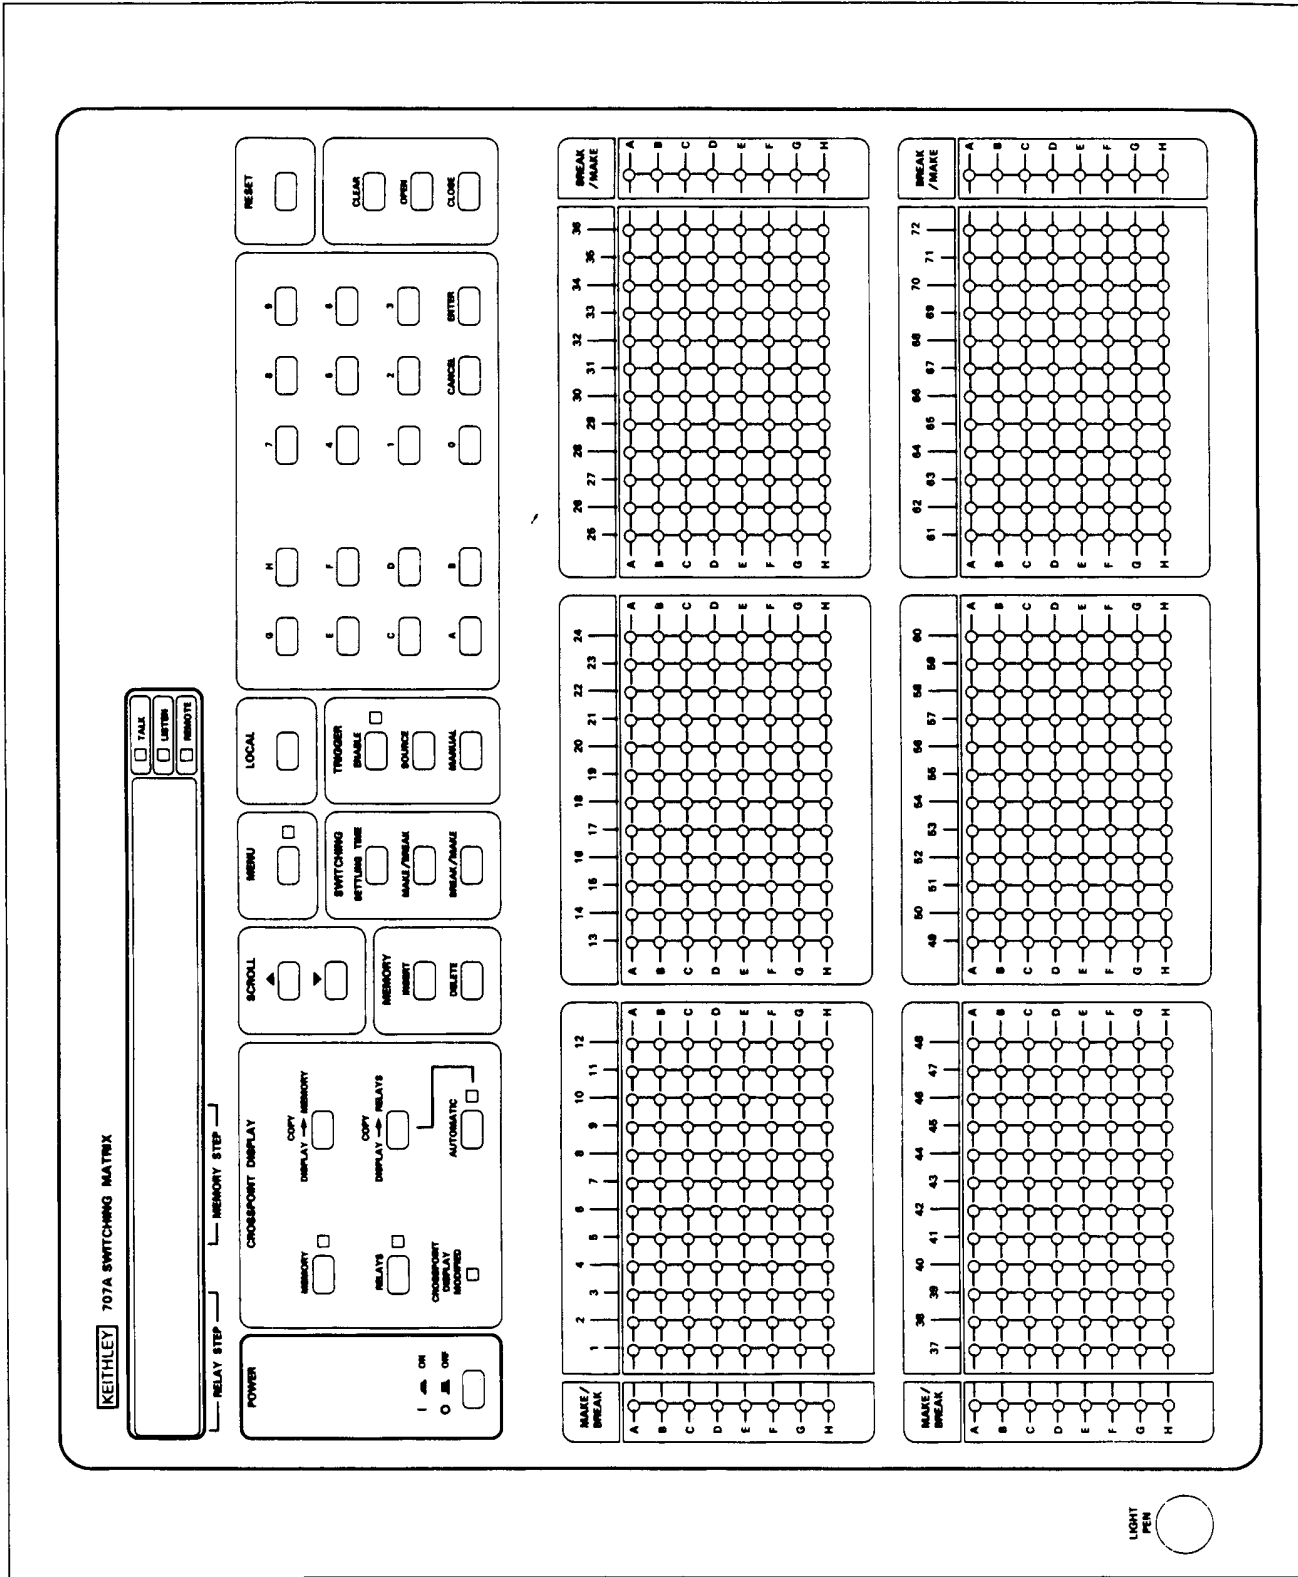 KEITHLEY 707A SWITCHING MATRIX
TALK
LISTEN
REMOTE
RELAY STEP
MEMORY STEP
POWER
I ON
O OFF
CROSSPOINT DISPLAY
MEMORY
COPY
DISPLAY → MEMORY
RELAYS
COPY
DISPLAY → RELAYS
CROSSPOINT
DISPLAY
MODIFIED
AUTOMATIC
SCROLL
▲
▼
MEMORY
INSERT
DELETE
MENU
SWITCHING
SETTLING TIME
MAKE/BREAK
BREAK/MAKE
LOCAL
TRIGGER
ENABLE
SOURCE
MANUAL
G H 7 8 9
E F 4 5 6
C D 1 2 3
A B 0 CANCEL ENTER
RESET
CLEAR
OPEN
CLOSE
MAKE/
BREAK
1 2 3 4 5 6 7 8 9 10 11 12
13 14 15 16 17 18 19 20 21 22 23 24
25 26 27 28 29 30 31 32 33 34 35 36
BREAK
/MAKE
A A A A A A A A
B B B B B B B B
C C C C C C C C
D D D D D D D D
E E E E E E E E
F F F F F F F F
G G G G G G G G
H H H H H H H H
MAKE/
BREAK
37 38 39 40 41 42 43 44 45 46 47 48
49 50 51 52 53 54 55 56 57 58 59 60
61 62 63 64 65 66 67 68 69 70 71 72
BREAK
/MAKE
A A A A A A A A
B B B B B B B B
C C C C C C C C
D D D D D D D D
E E E E E E E E
F F F F F F F F
G G G G G G G G
H H H H H H H H
LIGHT
PEN